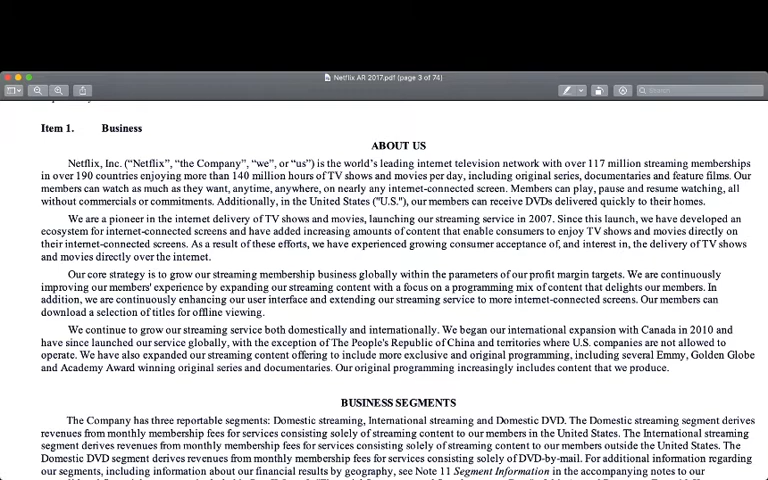 Netflix AR 2017.pdf (page 3 of 74)
Search
Item 1. Business
ABOUT US
Netflix, Inc. (“Netflix”, “the Company”, “we”, or “us”) is the world’s leading internet television network with over 117 million streaming memberships
in over 190 countries enjoying more than 140 million hours of TV shows and movies per day, including original series, documentaries and feature films. Our
members can watch as much as they want, anytime, anywhere, on nearly any internet-connected screen. Members can play, pause and resume watching, all
without commercials or commitments. Additionally, in the United States ("U.S."), our members can receive DVDs delivered quickly to their homes.
We are a pioneer in the internet delivery of TV shows and movies, launching our streaming service in 2007. Since this launch, we have developed an
ecosystem for internet-connected screens and have added increasing amounts of content that enable consumers to enjoy TV shows and movies directly on
their internet-connected screens. As a result of these efforts, we have experienced growing consumer acceptance of, and interest in, the delivery of TV shows
and movies directly over the internet.
Our core strategy is to grow our streaming membership business globally within the parameters of our profit margin targets. We are continuously
improving our members' experience by expanding our streaming content with a focus on a programming mix of content that delights our members. In
addition, we are continuously enhancing our user interface and extending our streaming service to more internet-connected screens. Our members can
download a selection of titles for offline viewing.
We continue to grow our streaming service both domestically and internationally. We began our international expansion with Canada in 2010 and
have since launched our service globally, with the exception of The People's Republic of China and territories where U.S. companies are not allowed to
operate. We have also expanded our streaming content offering to include more exclusive and original programming, including several Emmy, Golden Globe
and Academy Award winning original series and documentaries. Our original programming increasingly includes content that we produce.
BUSINESS SEGMENTS
The Company has three reportable segments: Domestic streaming, International streaming and Domestic DVD. The Domestic streaming segment derives
revenues from monthly membership fees for services consisting solely of streaming content to our members in the United States. The International streaming
segment derives revenues from monthly membership fees for services consisting solely of streaming content to our members outside the United States. The
Domestic DVD segment derives revenues from monthly membership fees for services consisting solely of DVD-by-mail. For additional information regarding
our segments, including information about our financial results by geography, see Note 11 Segment Information in the accompanying notes to our